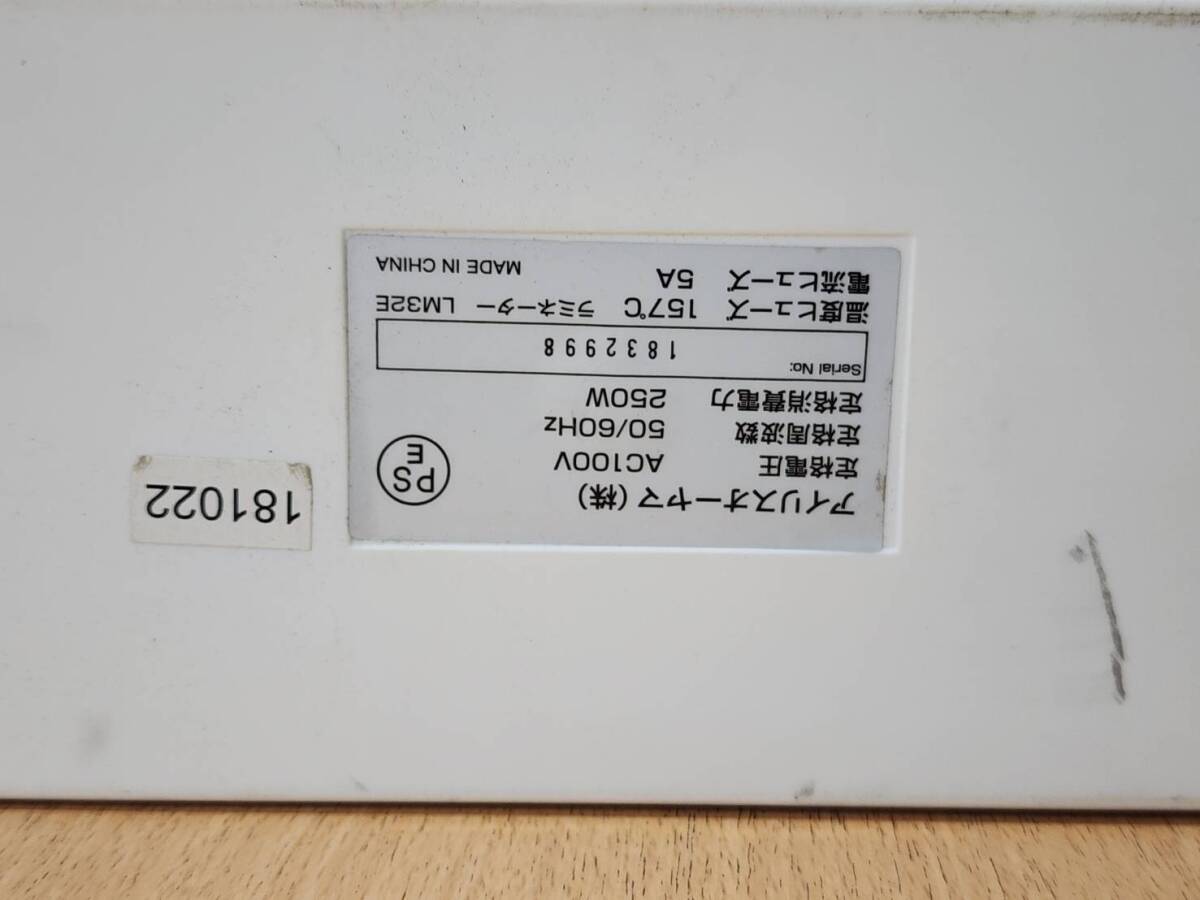 アイリスオーヤマ（株）
定格電圧 AC100V
定格周波数 50/60Hz
定格消費電力 250W
PS
E
Serial No:
1832998
温度ヒューズ 157℃ ラミネーター LM32E
電流ヒューズ 5A MADE IN CHINA
181022